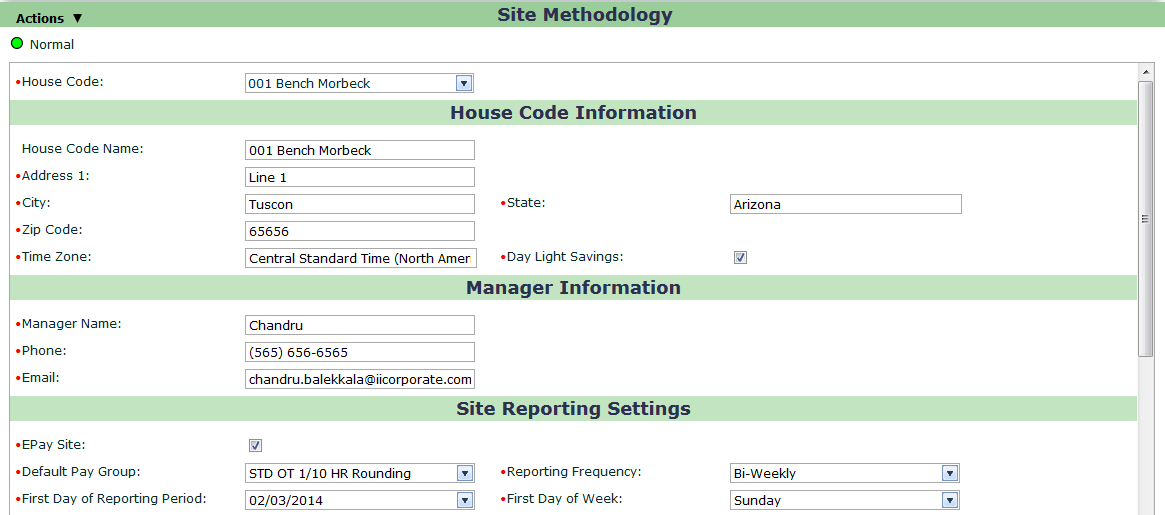 Actions ▼ Site Methodology
Normal
•House Code: 001 Bench Morbeck
House Code Information
House Code Name: 001 Bench Morbeck
•Address 1: Line 1
•City: Tuscon •State: Arizona
•Zip Code: 65656
•Time Zone: Central Standard Time (North Amer •Day Light Savings:
Manager Information
•Manager Name: Chandru
•Phone: (565) 656-6565
•Email: chandru.balekkala@iicorporate.com
Site Reporting Settings
•EPay Site:
•Default Pay Group: STD OT 1/10 HR Rounding •Reporting Frequency: Bi-Weekly
•First Day of Reporting Period: 02/03/2014 •First Day of Week: Sunday